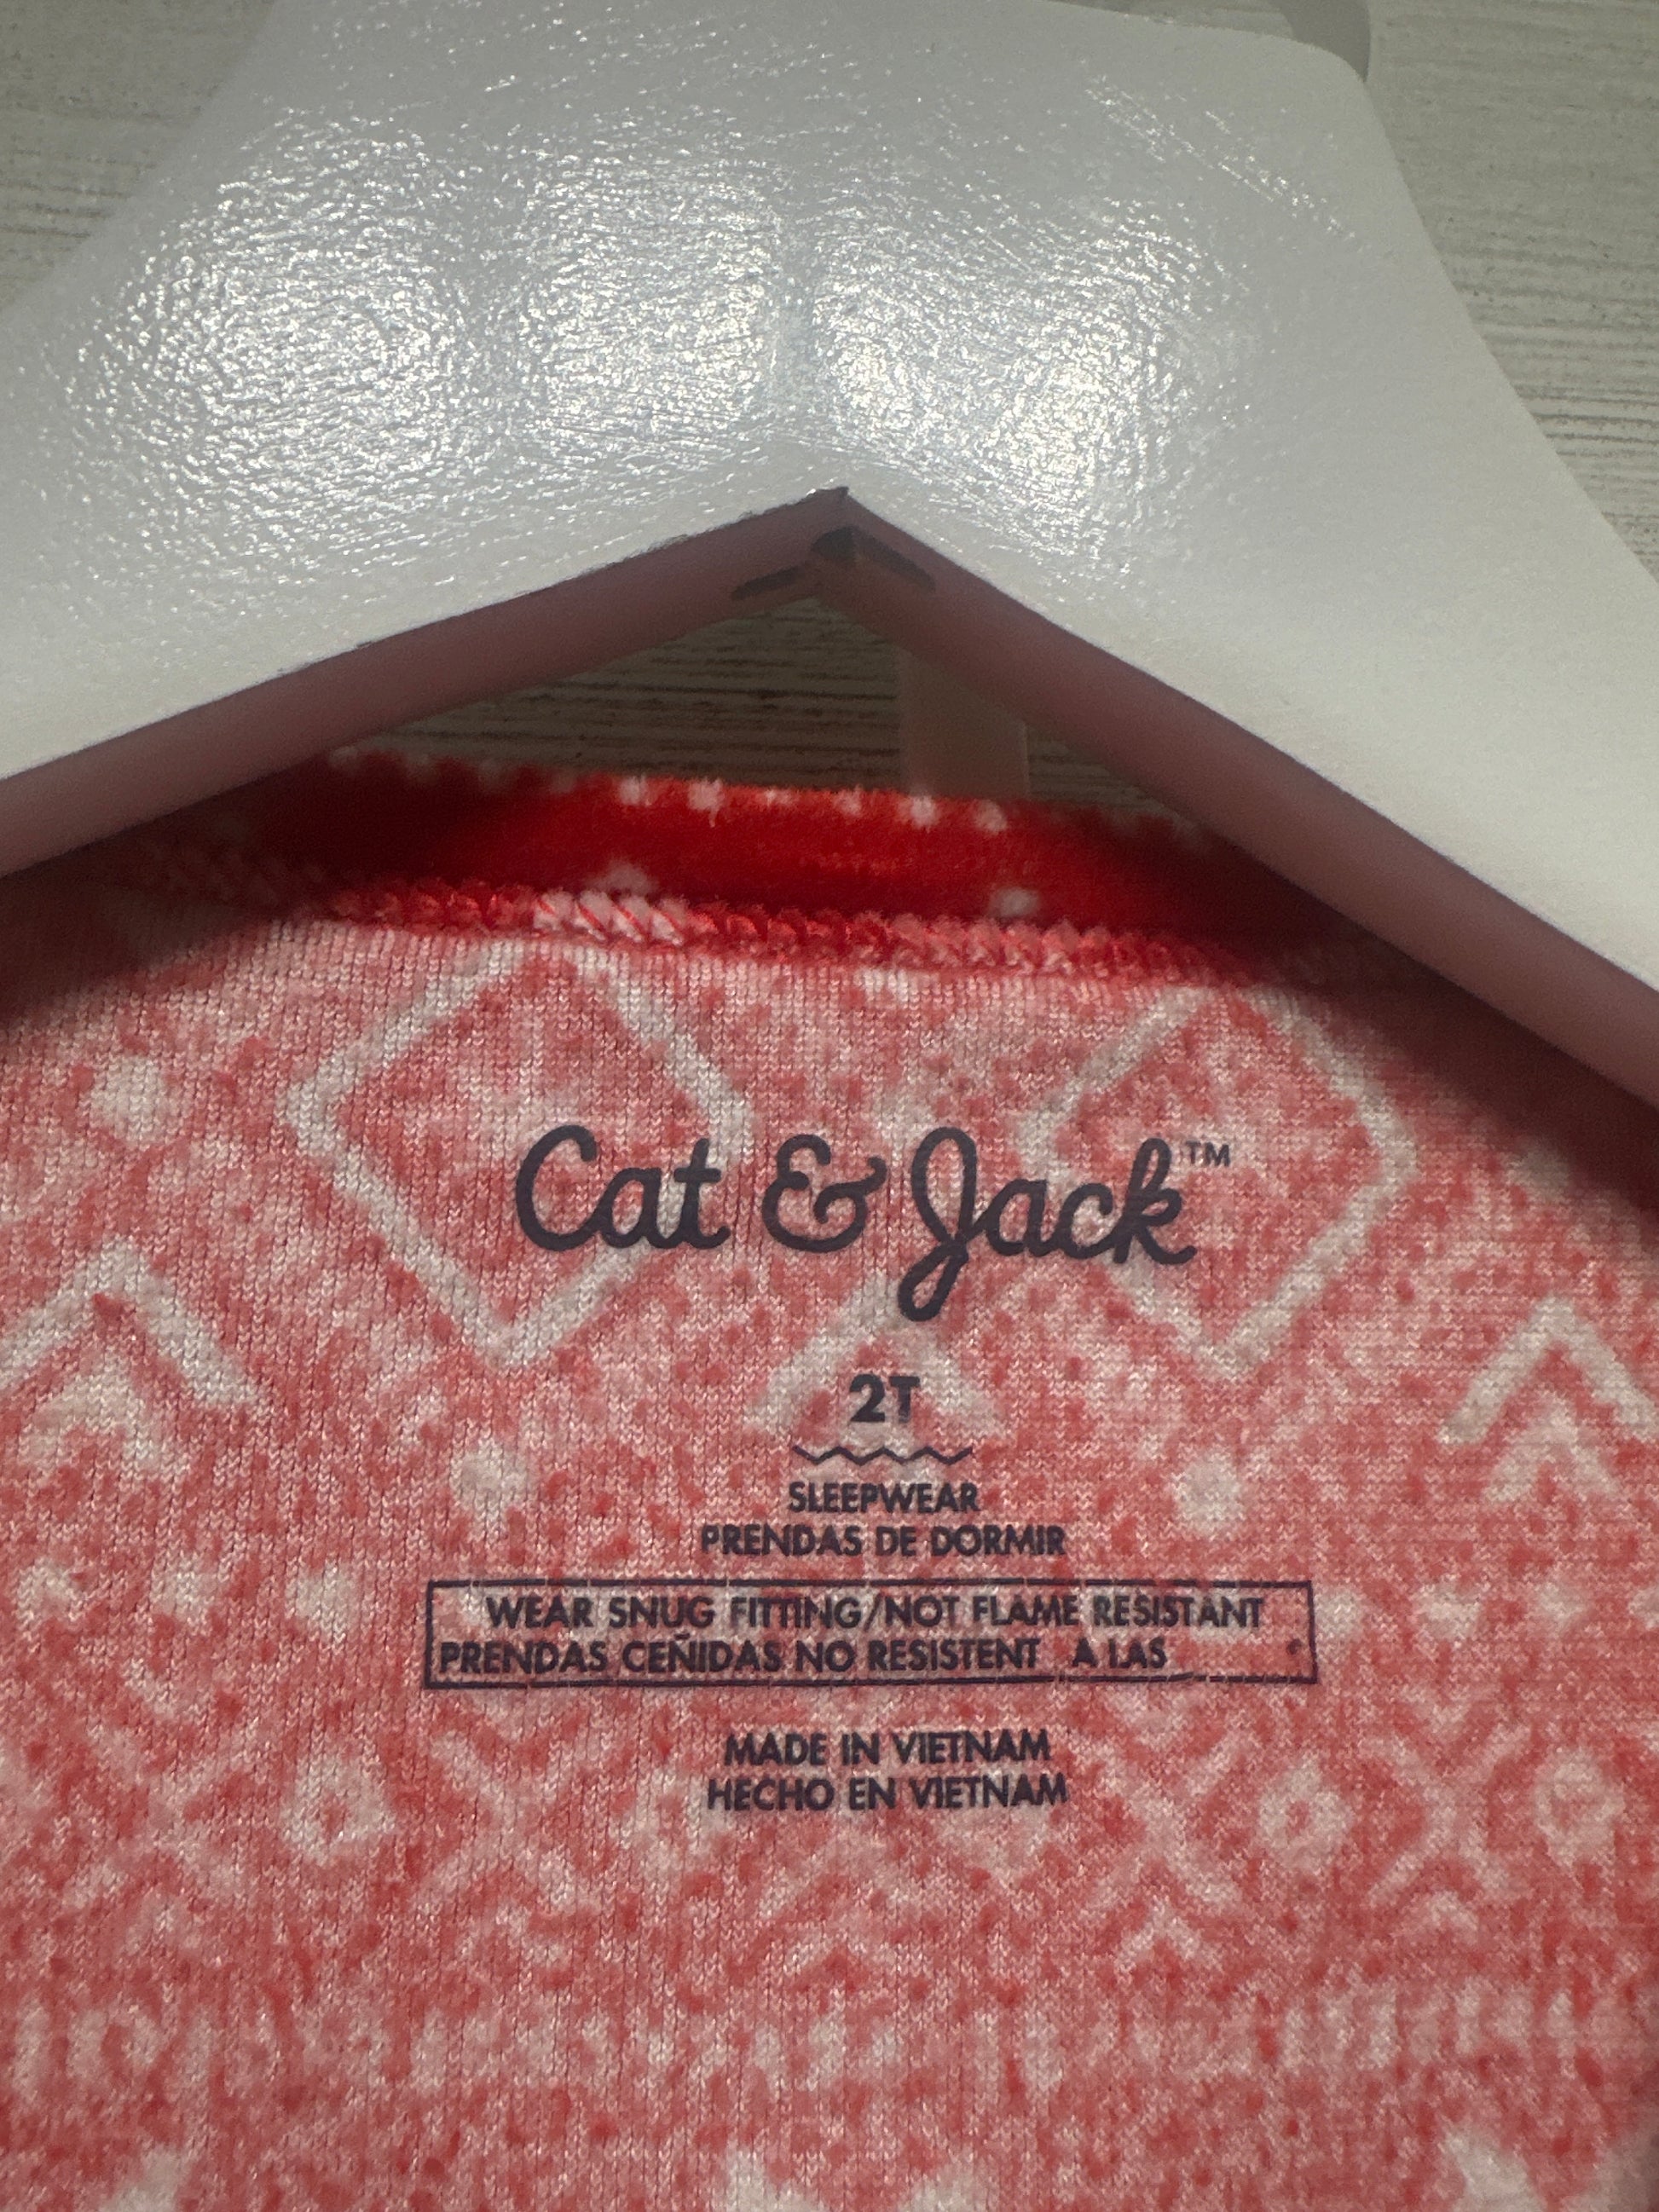 Cat & Jack™
2T
SLEEPWEAR
PRENDAS DE DORMIR
WEAR SNUG FITTING/NOT FLAME RESISTANT
PRENDAS CEÑIDAS NO RESISTENT A LAS
MADE IN VIETNAM
HECHO EN VIETNAM